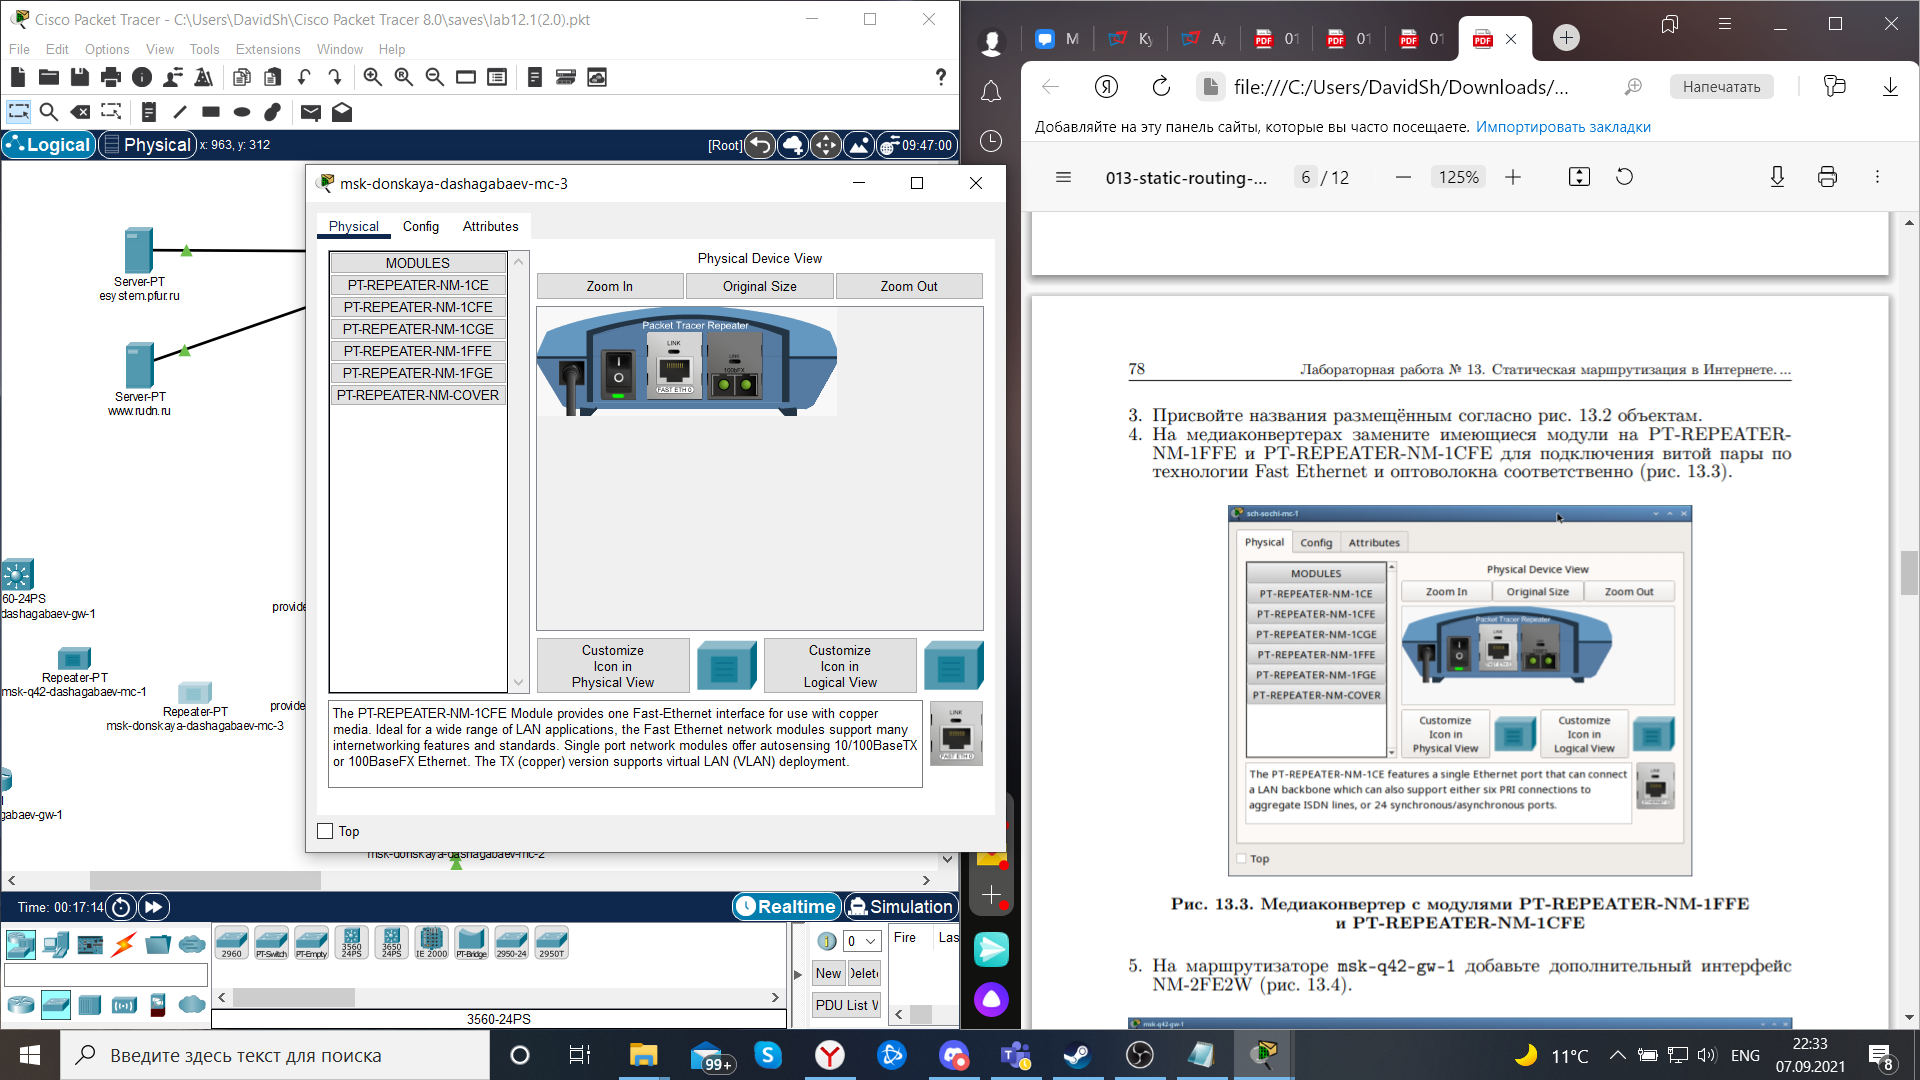 Cisco Packet Tracer - C:\Users\DavidSh\Cisco Packet Tracer 8.0\saves\lab12.1(2.0).pkt
File Edit Options View Tools Extensions Window Help
Logical Physical x: 963, y: 312 [Root] 09:47:00
Server-PT
esystem.pfur.ru
Server-PT
www.rudn.ru
60-24PS
dashagabaev-gw-1
provide
Repeater-PT
msk-q42-dashagabaev-mc-1
Repeater-PT
msk-donskaya-dashagabaev-mc-3
provide
gabaev-gw-1
msk-donskaya-dashagabaev-mc-2
msk-donskaya-dashagabaev-mc-3
Physical Config Attributes
MODULES
PT-REPEATER-NM-1CE
PT-REPEATER-NM-1CFE
PT-REPEATER-NM-1CGE
PT-REPEATER-NM-1FFE
PT-REPEATER-NM-1FGE
PT-REPEATER-NM-COVER
Physical Device View
Zoom In Original Size Zoom Out
Packet Tracer Repeater
LINK
LINK
100bFX
FAST ETH 0
Customize
Icon in
Physical View
Customize
Icon in
Logical View
The PT-REPEATER-NM-1CFE Module provides one Fast-Ethernet interface for use with copper
media. Ideal for a wide range of LAN applications, the Fast Ethernet network modules support many
internetworking features and standards. Single port network modules offer autosensing 10/100BaseTX
or 100BaseFX Ethernet. The TX (copper) version supports virtual LAN (VLAN) deployment.
LINK
FAST ETH 0
Top
Time: 00:17:14
Realtime Simulation
2960 PT-Switch PT-Empty 3560 24PS 3650 24PS IE 2000 PT-Bridge 2950-24 2950T
3560-24PS
0
New Delete
PDU List W
Fire Las
М Ку А 01 01 01
file:///C:/Users/DavidSh/Downloads/...
Напечатать
Добавляйте на эту панель сайты, которые вы часто посещаете. Импортировать закладки
013-static-routing-... 6 / 12 125%
78 Лабораторная работа № 13. Статическая маршрутизация в Интернете. ...
3. Присвойте названия размещённым согласно рис. 13.2 объектам.
4. На медиаконвертерах замените имеющиеся модули на PT-REPEATER-
NM-1FFE и PT-REPEATER-NM-1CFE для подключения витой пары по
технологии Fast Ethernet и оптоволокна соответственно (рис. 13.3).
sch-sochi-mc-1
Physical Config Attributes
MODULES
PT-REPEATER-NM-1CE
PT-REPEATER-NM-1CFE
PT-REPEATER-NM-1CGE
PT-REPEATER-NM-1FFE
PT-REPEATER-NM-1FGE
PT-REPEATER-NM-COVER
Physical Device View
Zoom In Original Size Zoom Out
Packet Tracer Repeater
Customize
Icon in
Physical View
Customize
Icon in
Logical View
The PT-REPEATER-NM-1CE features a single Ethernet port that can connect
a LAN backbone which can also support either six PRI connections to
aggregate ISDN lines, or 24 synchronous/asynchronous ports.
Top
Рис. 13.3. Медиаконвертер с модулями PT-REPEATER-NM-1FFE
и PT-REPEATER-NM-1CFE
5. На маршрутизаторе msk-q42-gw-1 добавьте дополнительный интерфейс
NM-2FE2W (рис. 13.4).
msk-q42-gw-1
Введите здесь текст для поиска
99+
11°C ENG
22:33
07.09.2021
8